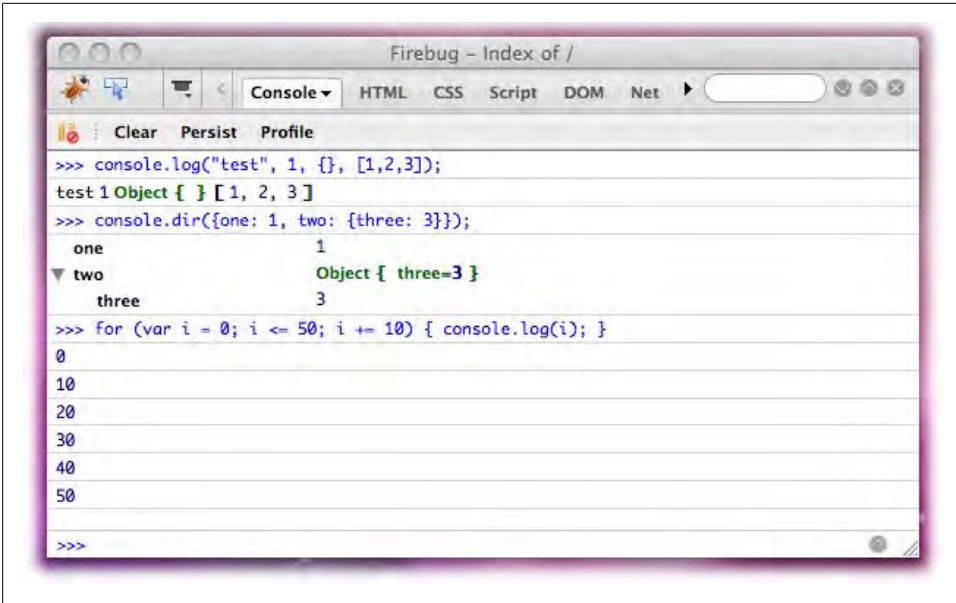 Firebug – Index of /
Console HTML CSS Script DOM Net
Clear Persist Profile
>>> console.log("test", 1, {}, [1,2,3]);
test 1 Object { } [ 1, 2, 3 ]
>>> console.dir({one: 1, two: {three: 3}});
one 1
two Object { three=3 }
three 3
>>> for (var i = 0; i <= 50; i += 10) { console.log(i); }
0
10
20
30
40
50
>>>